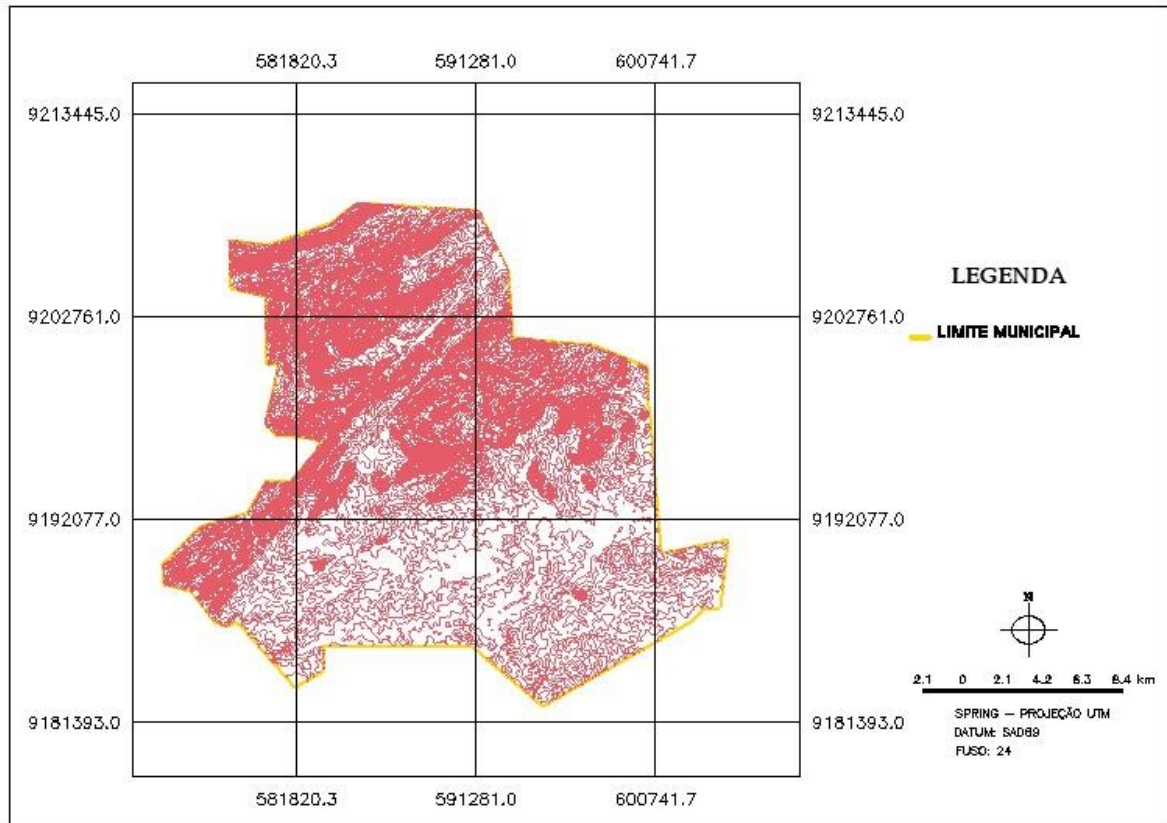 581820.3 591281.0 600741.7
9213445.0 9213445.0
LEGENDA
9202761.0 9202761.0
LIMITE MUNICIPAL
9192077.0 9192077.0
N
2.1 0 2.1 4.2 6.3 8.4 km
SPRING – PROJEÇÃO UTM
DATUM: SAD69
FUSO: 24
9181393.0 9181393.0
581820.3 591281.0 600741.7